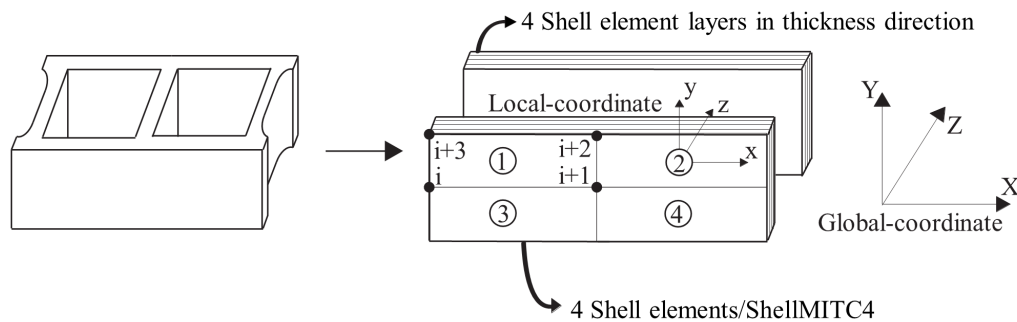 4 Shell element layers in thickness direction
Local-coordinate
y
z
x
i+3
①
i+2
②
i
i+1
③
④
Y
Z
X
Global-coordinate
4 Shell elements/ShellMITC4